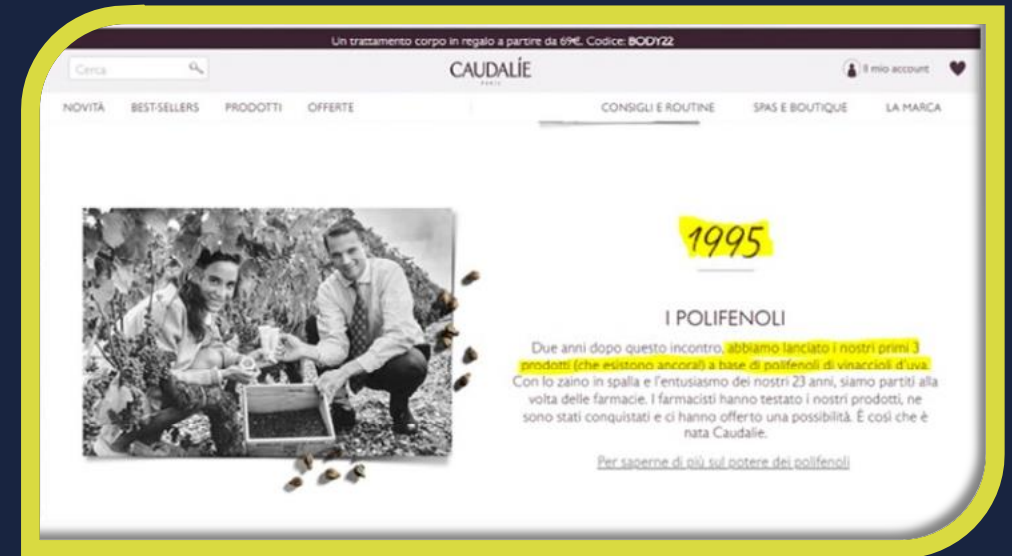 Un trattamento corpo in regalo a partire da 69€. Codice: BODY22
Cerca
CAUDALÍE
PARIS
Il mio account
NOVITÀ BEST-SELLERS PRODOTTI OFFERTE CONSIGLI E ROUTINE SPAS E BOUTIQUE LA MARCA
1995
I POLIFENOLI
Due anni dopo questo incontro, abbiamo lanciato i nostri primi 3
prodotti (che esistono ancora!) a base di polifenoli di vinaccioli d'uva.
Con lo zaino in spalla e l'entusiasmo dei nostri 23 anni, siamo partiti alla
volta delle farmacie. I farmacisti hanno testato i nostri prodotti, ne
sono stati conquistati e ci hanno offerto una possibilità. È così che è
nata Caudalie.
Per saperne di più sul potere dei polifenoli